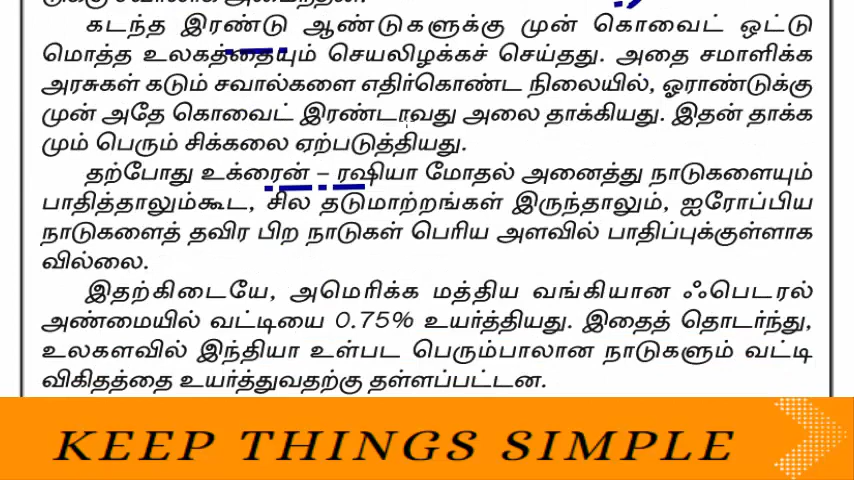 கடந்த இரண்டு ஆண்டுகளுக்கு முன் கொவைட் ஒட்டு
மொத்த உலகத்தையும் செயலிழக்கச் செய்தது. அதை சமாளிக்க
அரசுகள் கடும் சவால்களை எதிர்கொண்ட நிலையில், ஓராண்டுக்கு
முன் அதே கொவைட் இரண்டாவது அலை தாக்கியது. இதன் தாக்க
மும் பெரும் சிக்கலை ஏற்படுத்தியது.
தற்போது உக்ரைன் – ரஷியா மோதல் அனைத்து நாடுகளையும்
பாதித்தாலும்கூட, சில தடுமாற்றங்கள் இருந்தாலும், ஐரோப்பிய
நாடுகளைத் தவிர பிற நாடுகள் பெரிய அளவில் பாதிப்புக்குள்ளாக
வில்லை.
இதற்கிடையே, அமெரிக்க மத்திய வங்கியான ஃபெடரல்
அண்மையில் வட்டியை 0.75% உயர்த்தியது. இதைத் தொடர்ந்து,
உலகளவில் இந்தியா உள்பட பெரும்பாலான நாடுகளும் வட்டி
விகிதத்தை உயர்த்துவதற்கு தள்ளப்பட்டன.
KEEP THINGS SIMPLE